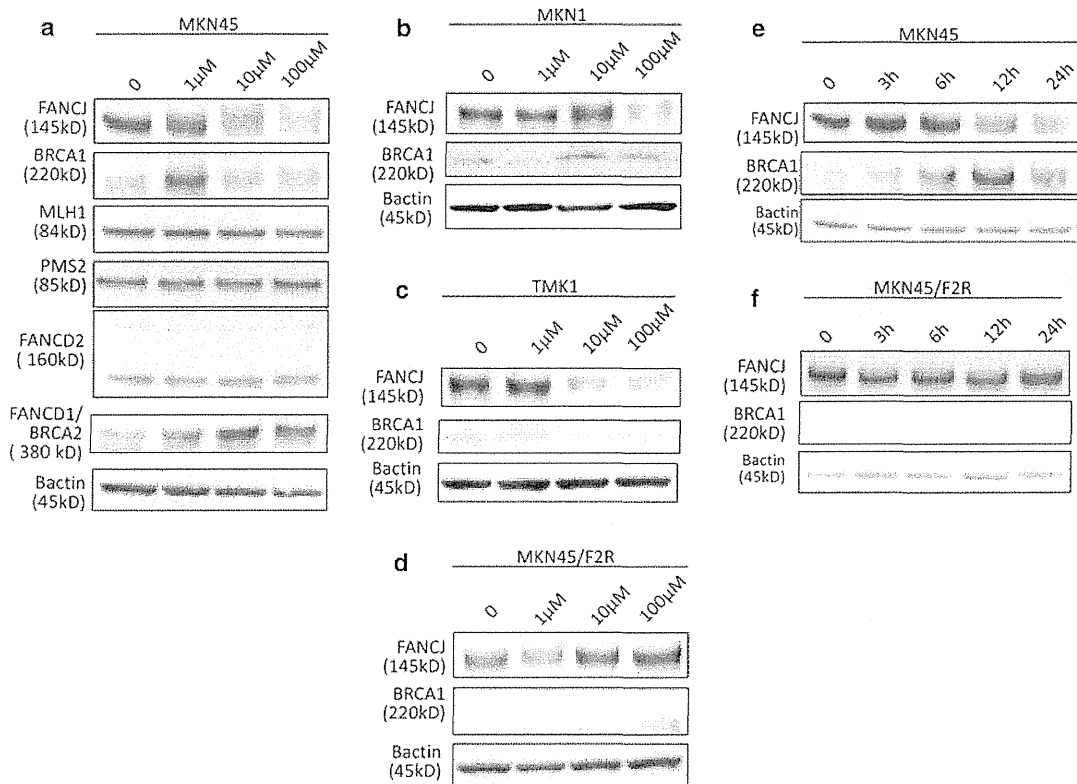 a
MKN45
0 1μM 10μM 100μM
FANCJ
(145kD)
BRCA1
(220kD)
MLH1
(84kD)
PMS2
(85kD)
FANCD2
( 160kD)
FANCD1/
BRCA2
( 380 kD)
Bactin
(45kD)
b
MKN1
0 1μM 10μM 100μM
FANCJ
(145kD)
BRCA1
(220kD)
Bactin
(45kD)
c
TMK1
0 1μM 10μM 100μM
FANCJ
(145kD)
BRCA1
(220kD)
Bactin
(45kD)
d
MKN45/F2R
0 1μM 10μM 100μM
FANCJ
(145kD)
BRCA1
(220kD)
Bactin
(45kD)
e
MKN45
0 3h 6h 12h 24h
FANCJ
(145kD)
BRCA1
(220kD)
Bactin
(45kD)
f
MKN45/F2R
0 3h 6h 12h 24h
FANCJ
(145kD)
BRCA1
(220kD)
Bactin
(45kD)